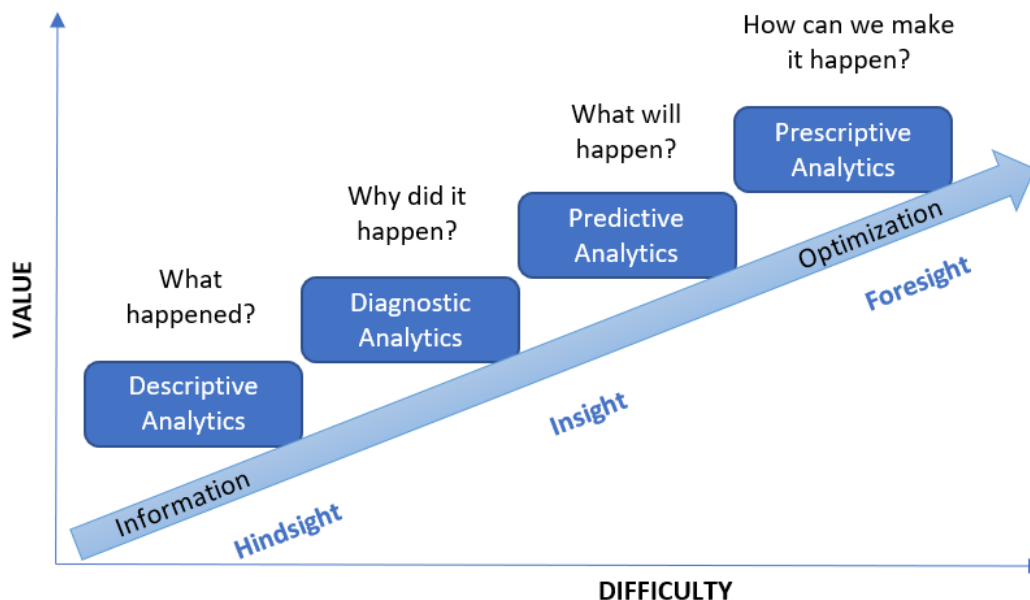 How can we make
it happen?
What will
happen?
Prescriptive
Analytics
Why did it
happen?
Predictive
Analytics
Optimization
Foresight
What
happened?
Diagnostic
Analytics
VALUE
Descriptive
Analytics
Insight
Information
Hindsight
DIFFICULTY